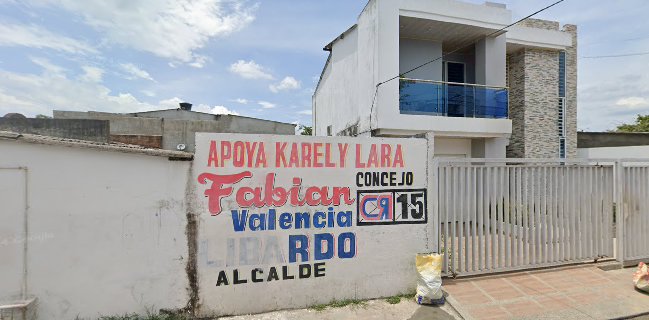 APOYA KARELY LARA
Fabian CONCEJO
Valencia CR 15
LIBARDO
ALCALDE